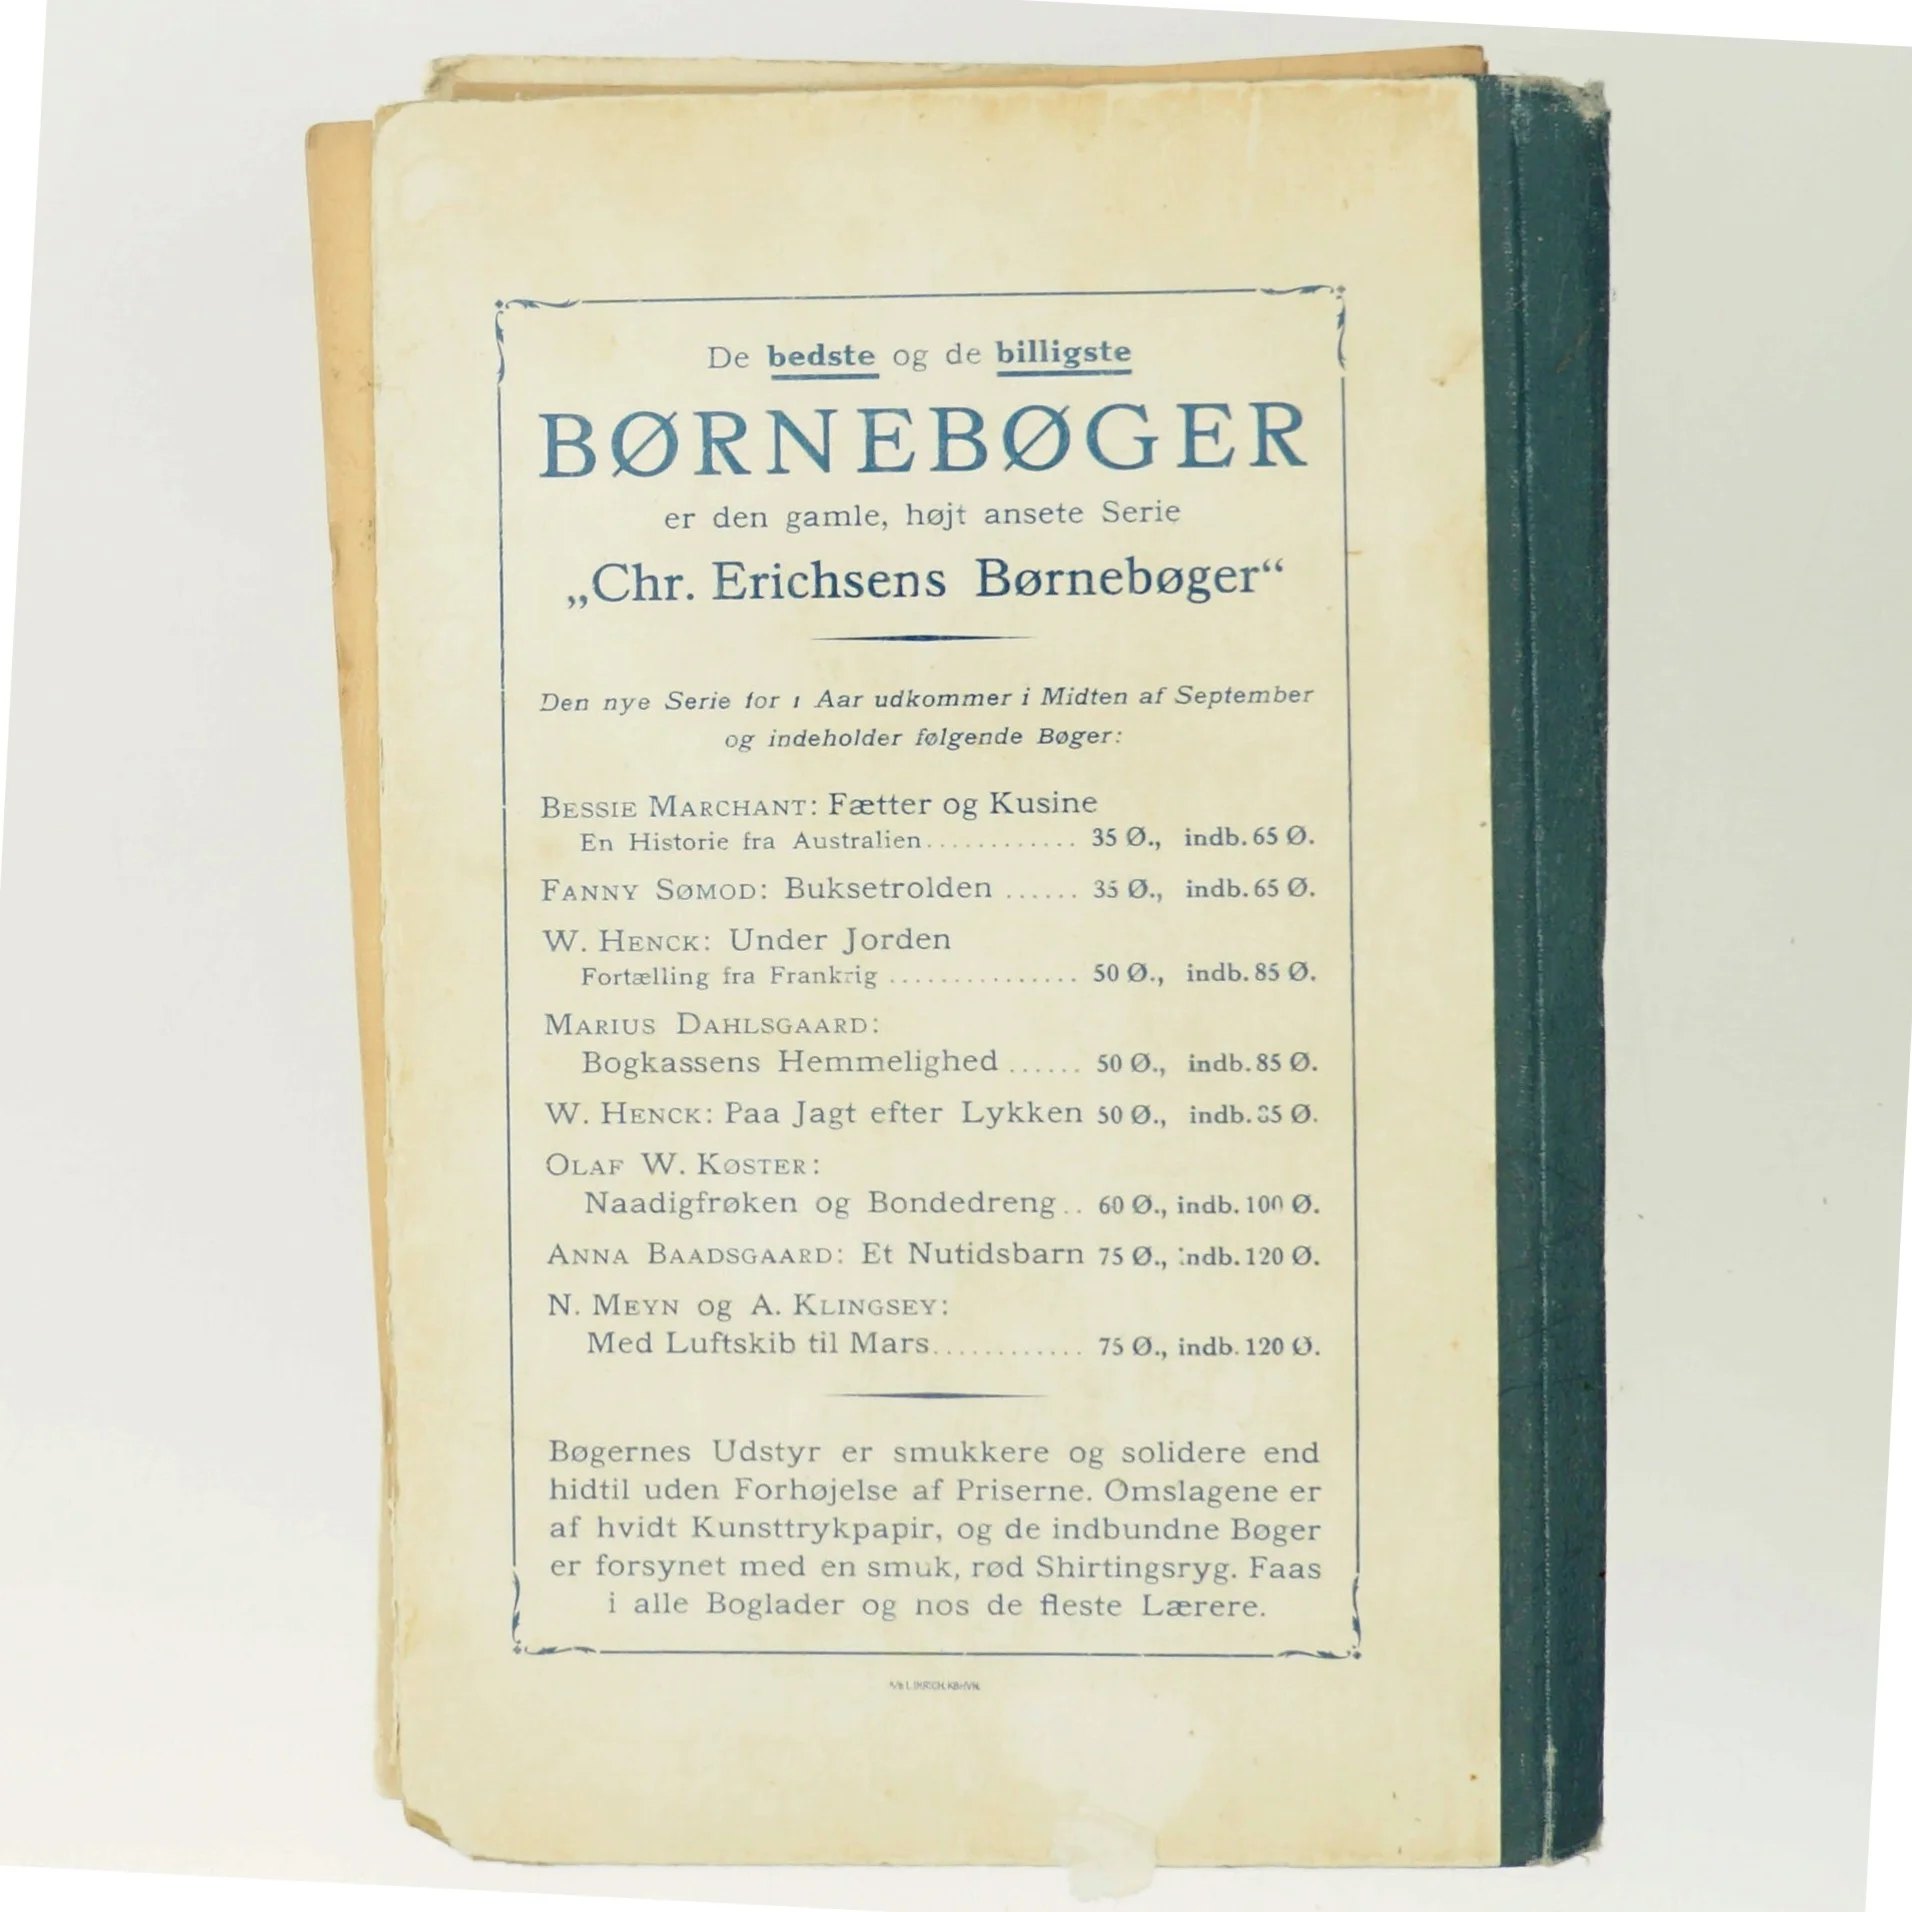 De bedste og de billigste
BØRNEBØGER
er den gamle, højt ansete Serie
„Chr. Erichsens Børnebøger“
Den nye Serie for 1 Aar udkommer i Midten af September
og indeholder følgende Bøger:
BESSIE MARCHANT: Fætter og Kusine
En Historie fra Australien............ 35 Ø., indb. 65 Ø.
FANNY SØMOD: Buksetrolden ...... 35 Ø., indb. 65 Ø.
W. HENCK: Under Jorden
Fortælling fra Frankrig ............... 50 Ø., indb. 85 Ø.
MARIUS DAHLSGAARD:
Bogkassens Hemmelighed ...... 50 Ø., indb. 85 Ø.
W. HENCK: Paa Jagt efter Lykken 50 Ø., indb. 85 Ø.
OLAF W. KØSTER:
Naadigfrøken og Bondedreng.. 60 Ø., indb. 100 Ø.
ANNA BAADSGAARD: Et Nutidsbarn 75 Ø., indb. 120 Ø.
N. MEYN og A. KLINGSEY:
Med Luftskib til Mars............ 75 Ø., indb. 120 Ø.
Bøgernes Udstyr er smukkere og solidere end
hidtil uden Forhøjelse af Priserne. Omslagene er
af hvidt Kunsttrykpapir, og de indbundne Bøger
er forsynet med en smuk, rød Shirtingsryg. Faas
i alle Boglader og hos de fleste Lærere.